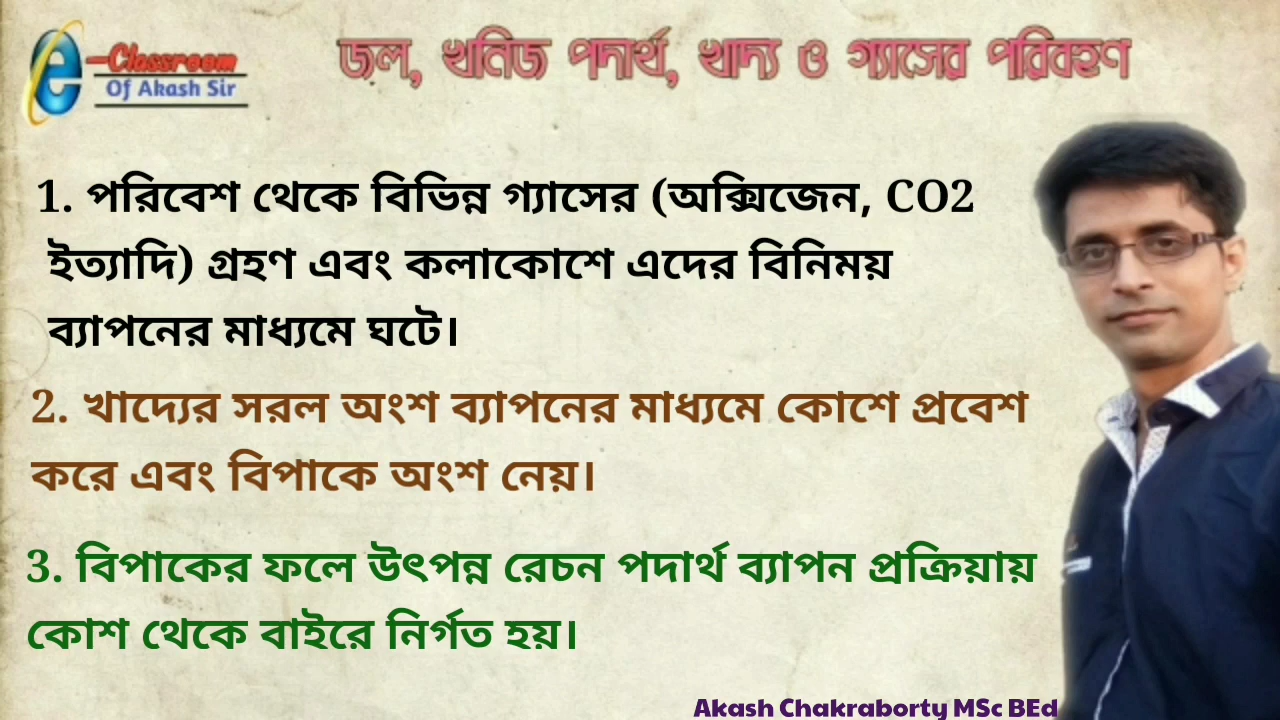 e-Classroom
Of Akash Sir
জল, খনিজ পদার্থ, খাদ্য ও গ্যাসের পরিবহণ
1. পরিবেশ থেকে বিভিন্ন গ্যাসের (অক্সিজেন, CO2
ইত্যাদি) গ্রহণ এবং কলাকোশে এদের বিনিময়
ব্যাপনের মাধ্যমে ঘটে।
2. খাদ্যের সরল অংশ ব্যাপনের মাধ্যমে কোশে প্রবেশ
করে এবং বিপাকে অংশ নেয়।
3. বিপাকের ফলে উৎপন্ন রেচন পদার্থ ব্যাপন প্রক্রিয়ায়
কোশ থেকে বাইরে নির্গত হয়।
Akash Chakraborty MSc BEd